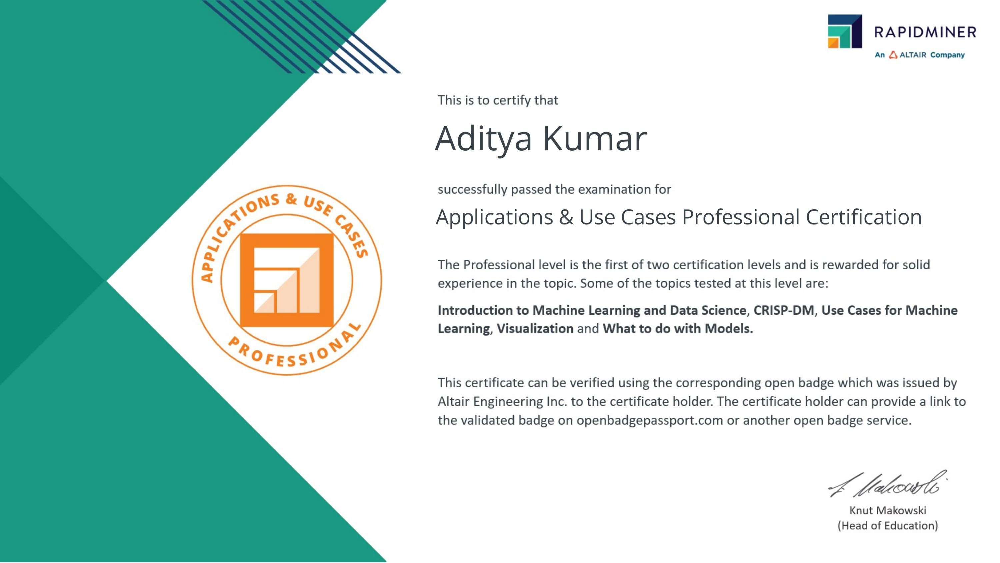 RAPIDMINER
An ALTAIR Company
This is to certify that
Aditya Kumar
successfully passed the examination for
Applications & Use Cases Professional Certification
APPLICATIONS & USE CASES
PROFESSIONAL
The Professional level is the first of two certification levels and is rewarded for solid
experience in the topic. Some of the topics tested at this level are:
Introduction to Machine Learning and Data Science, CRISP-DM, Use Cases for Machine
Learning, Visualization and What to do with Models.
This certificate can be verified using the corresponding open badge which was issued by
Altair Engineering Inc. to the certificate holder. The certificate holder can provide a link to
the validated badge on openbadgepassport.com or another open badge service.
Knut Makowski
(Head of Education)